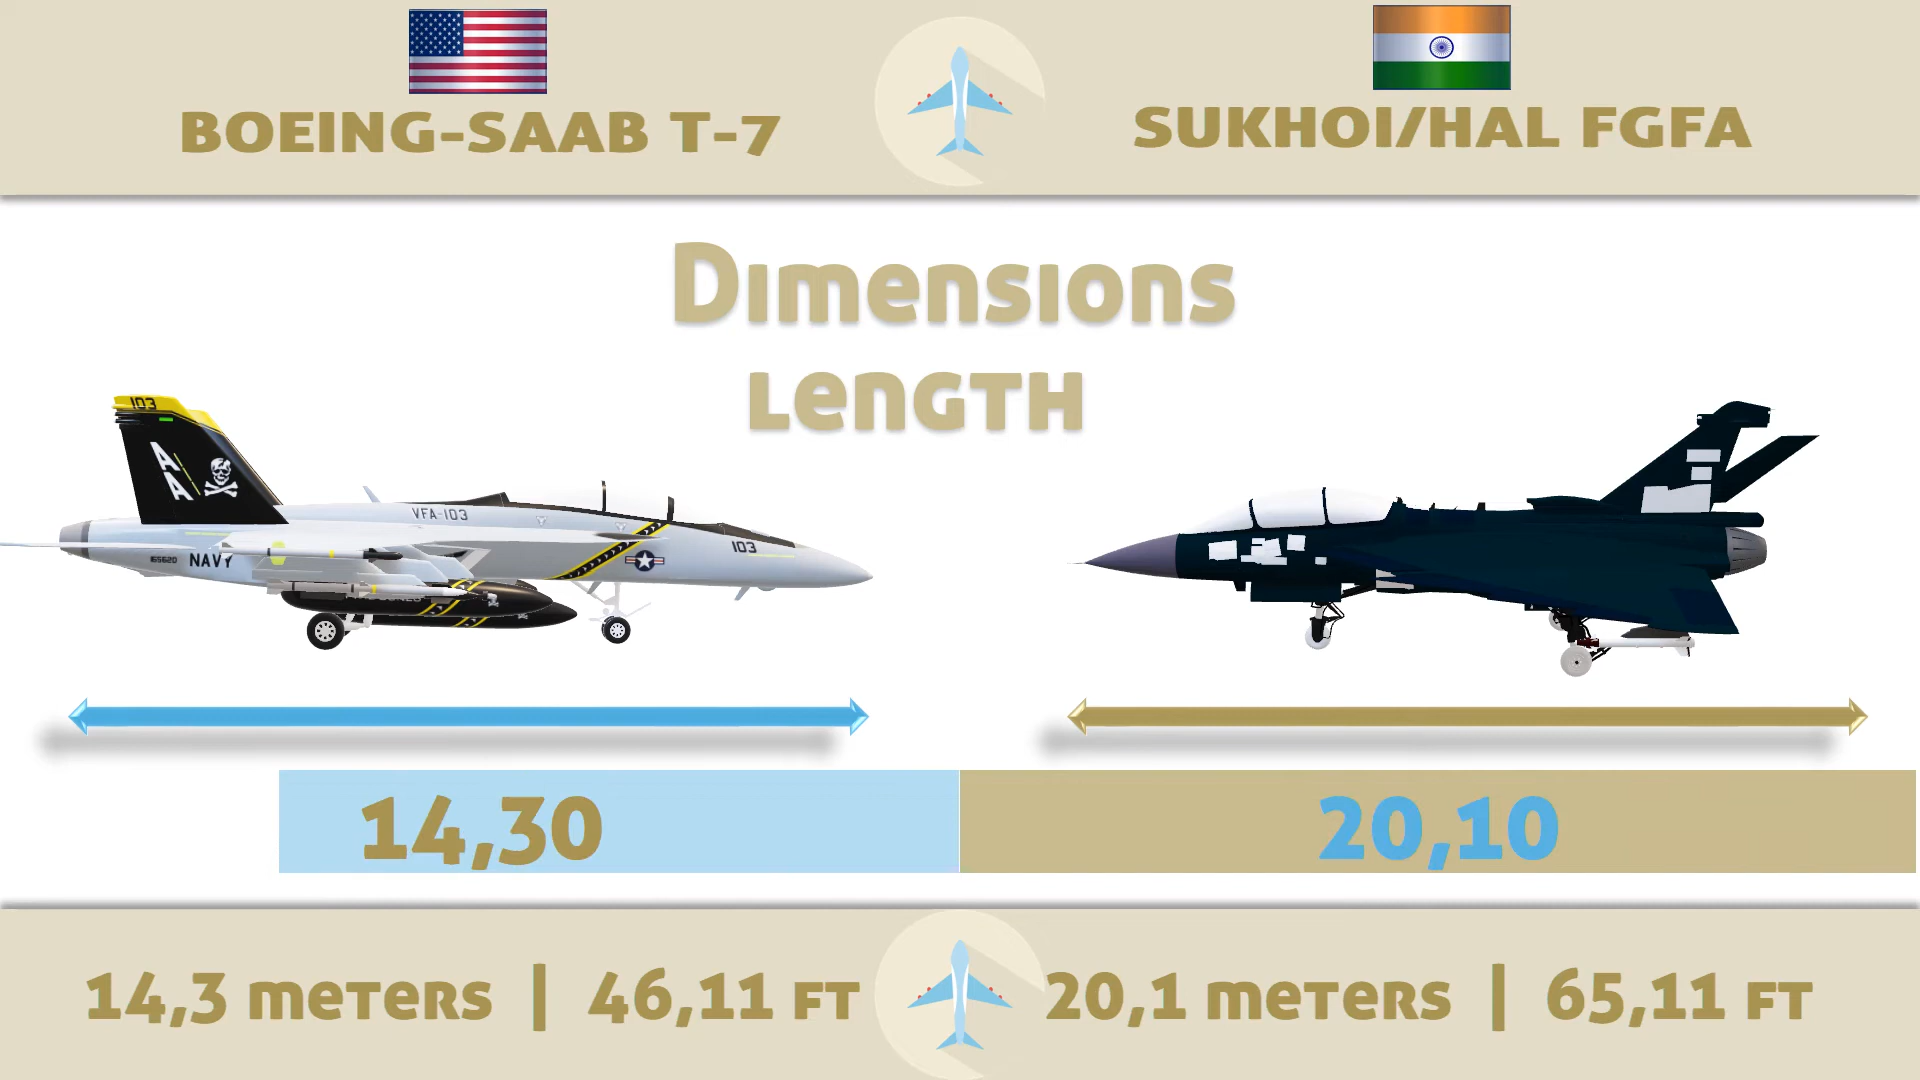 BOEING-SAAB T-7
SUKHOI/HAL FGFA
Dimensions
Length
103
AA
VFA-103
103
165620
NAVY
14,30
20,10
14,3 meters | 46,11 ft
20,1 meters | 65,11 ft